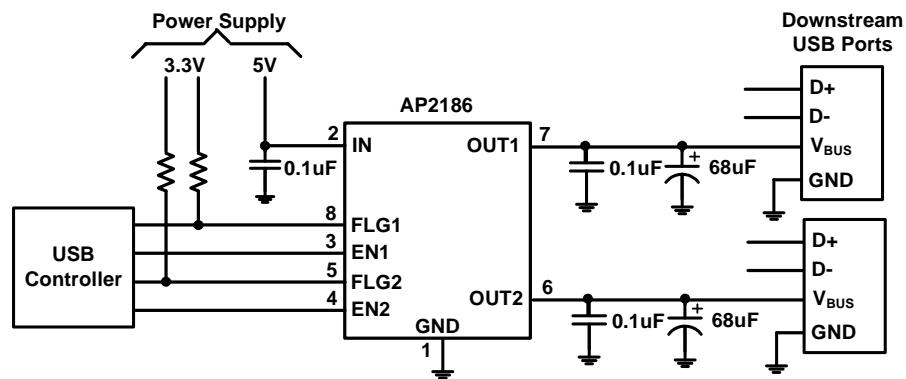 Power Supply
3.3V
5V
Downstream
USB Ports
AP2186
D+
D-
VBUS
GND
2
IN
OUT1
7
0.1uF
0.1uF
68uF
USB
Controller
8
FLG1
3
EN1
5
FLG2
4
EN2
OUT2
6
GND
1
0.1uF
68uF
D+
D-
VBUS
GND